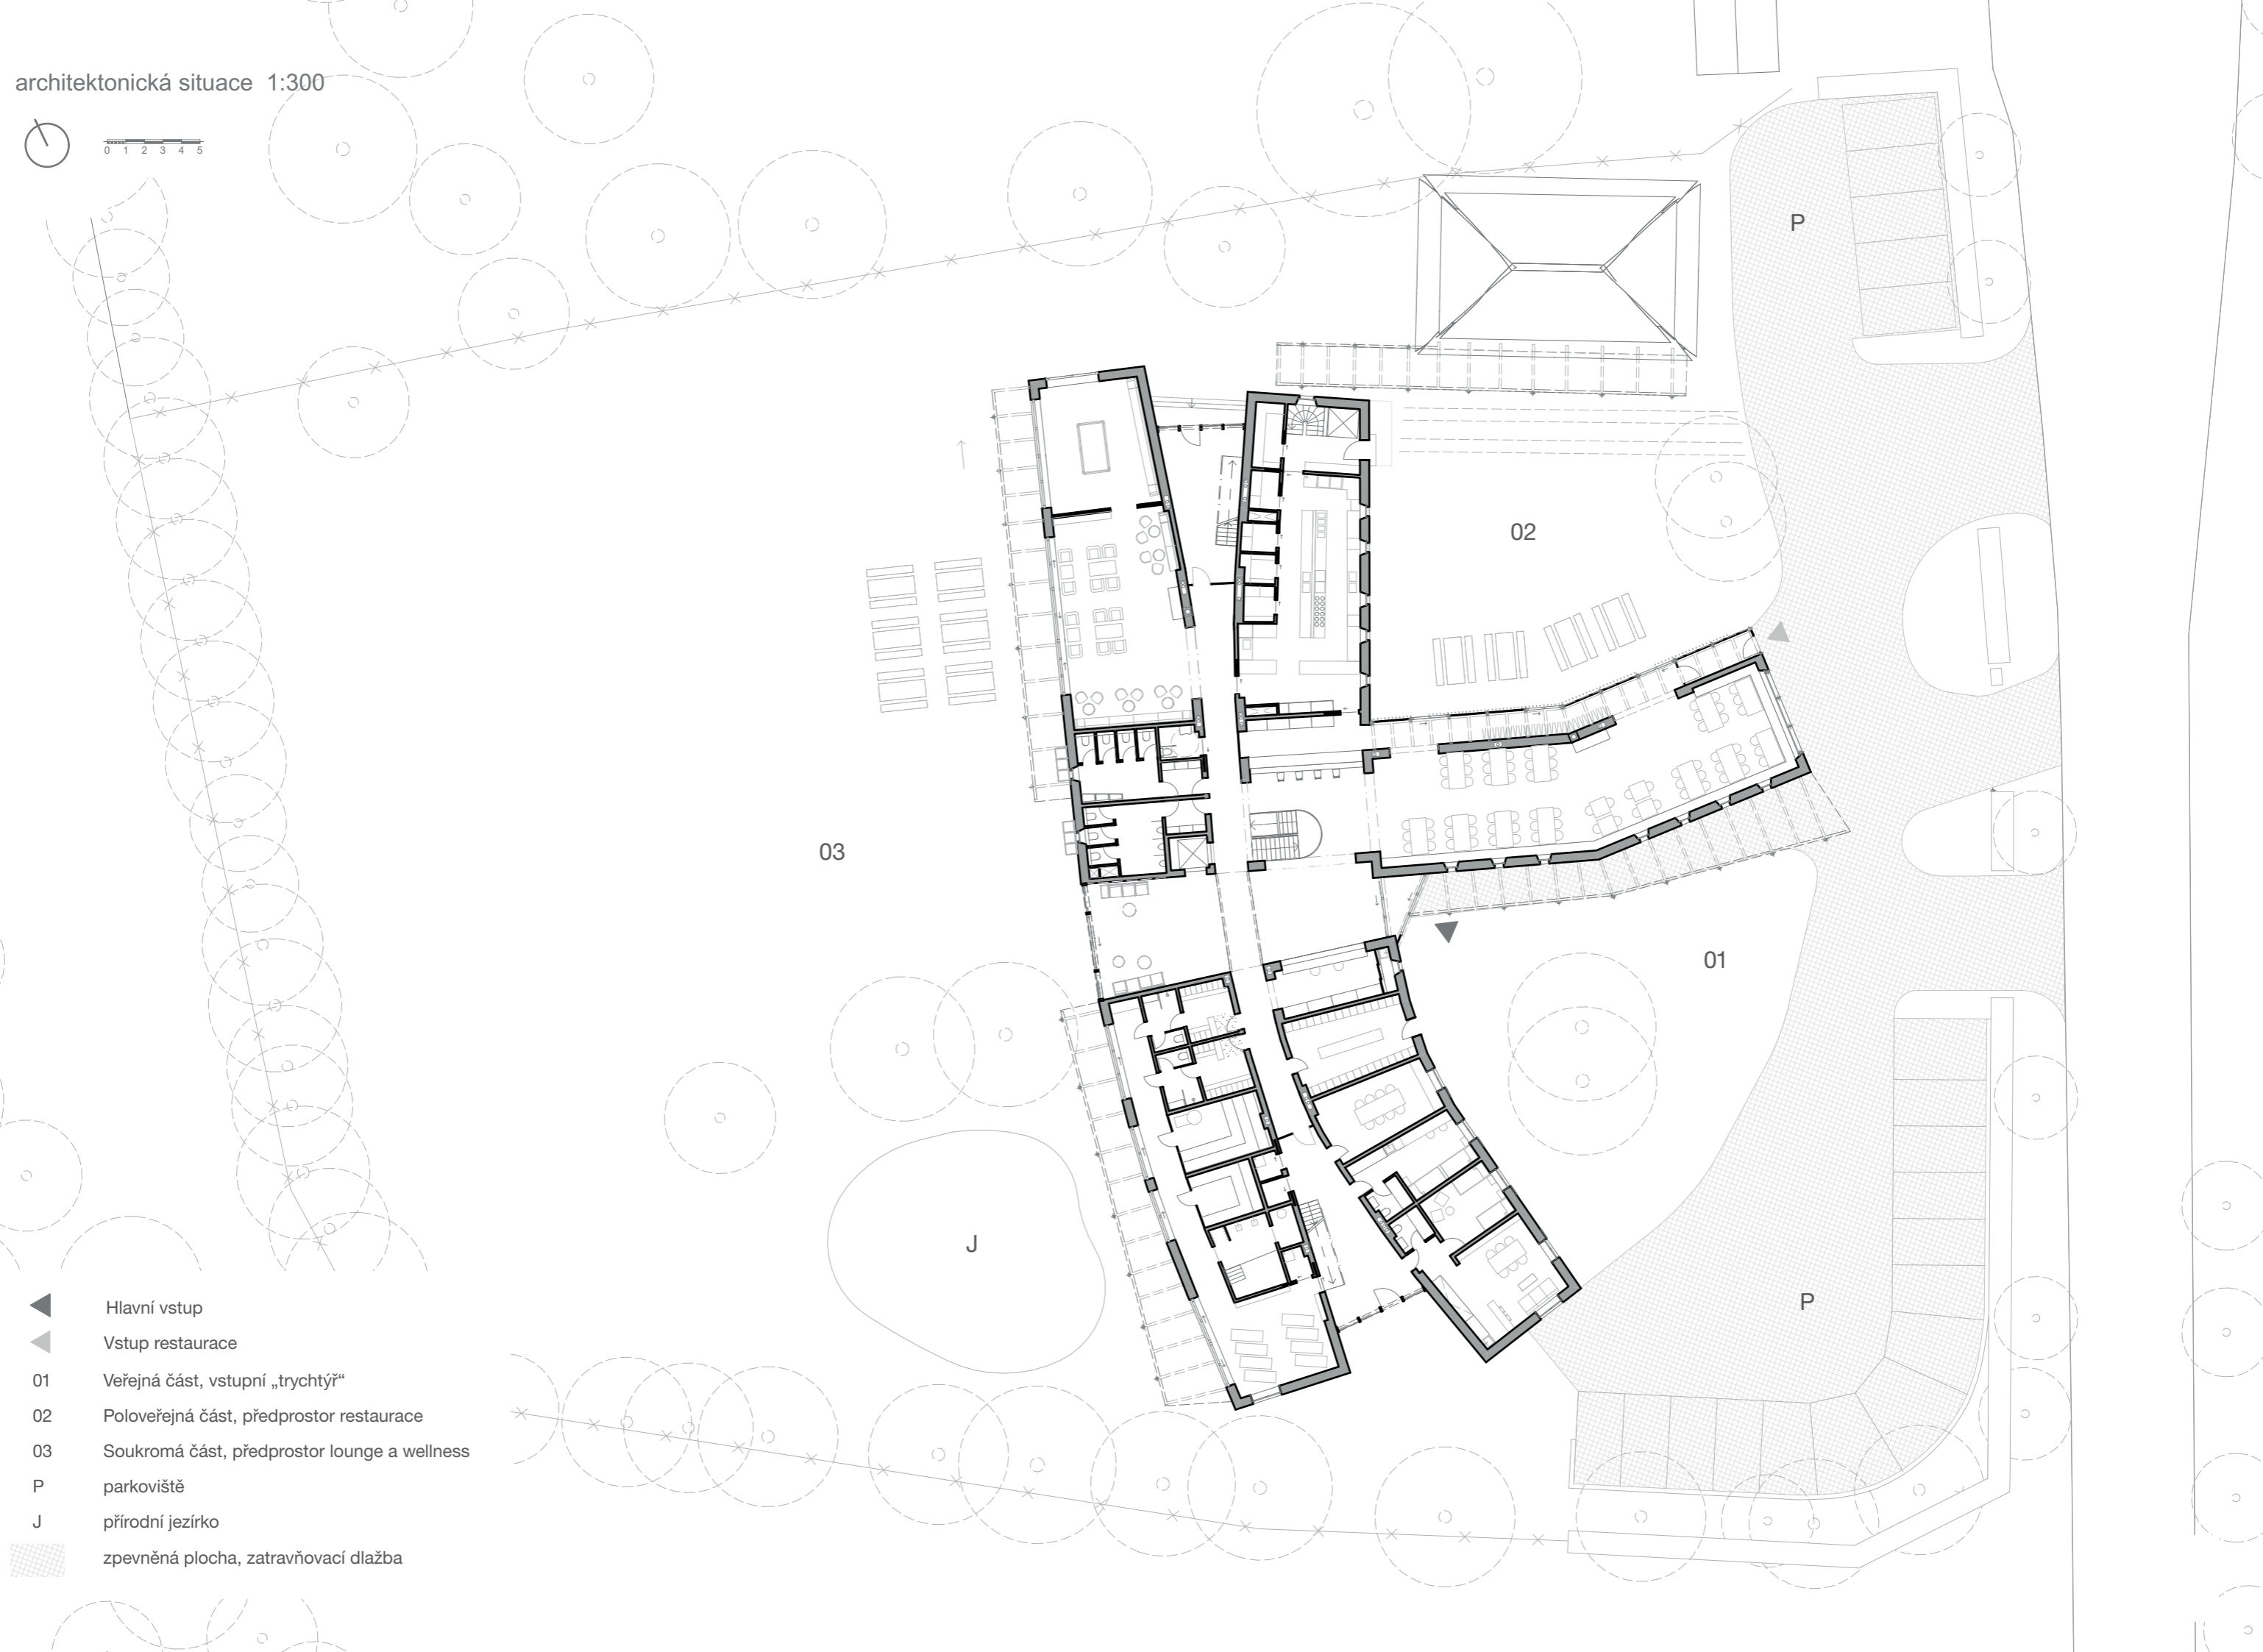 architektonická situace 1:300
0 1 2 3 4 5
P
02
03
01
J
P
Hlavní vstup
Vstup restaurace
01 Veřejná část, vstupní „trychtýř“
02 Poloveřejná část, předprostor restaurace
03 Soukromá část, předprostor lounge a wellness
P parkoviště
J přírodní jezírko
zpevněná plocha, zatravňovací dlažba